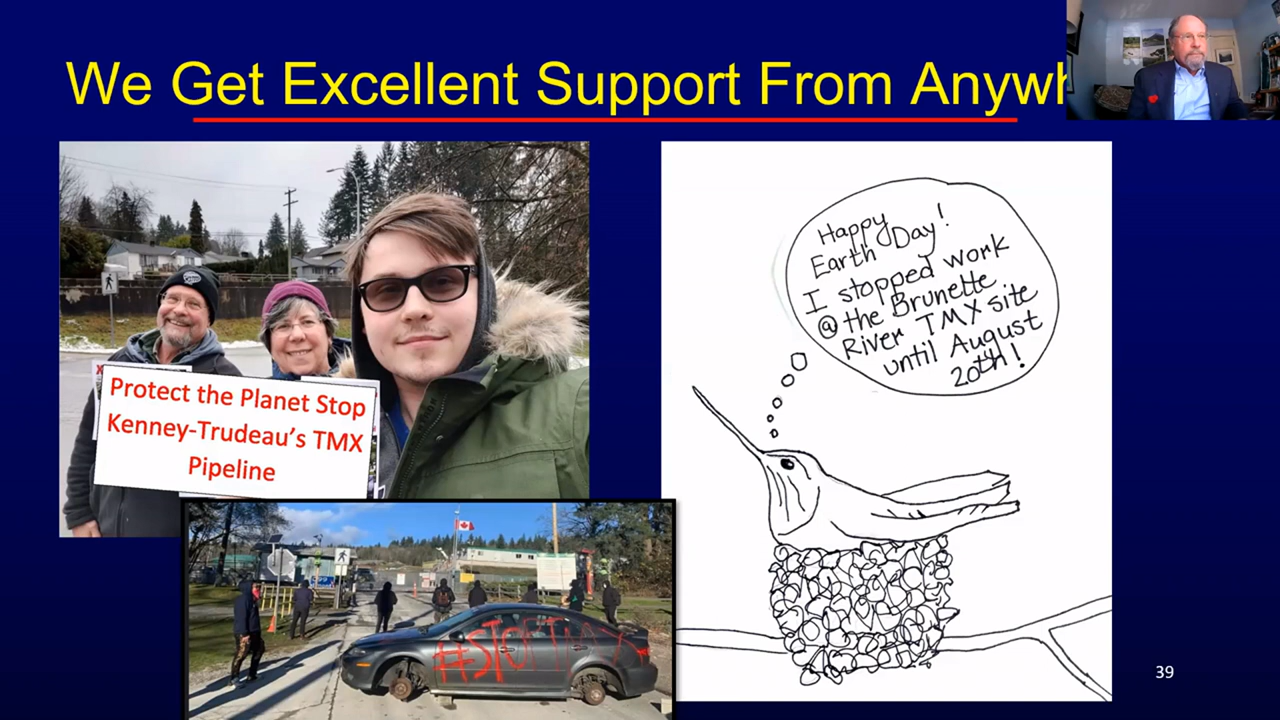 We Get Excellent Support From Anywh
Protect the Planet Stop
Kenney-Trudeau's TMX
Pipeline
#STOPTMX
Happy
Earth Day!
I stopped work
@ the Brunette
River TMX site
until August
20th!
39